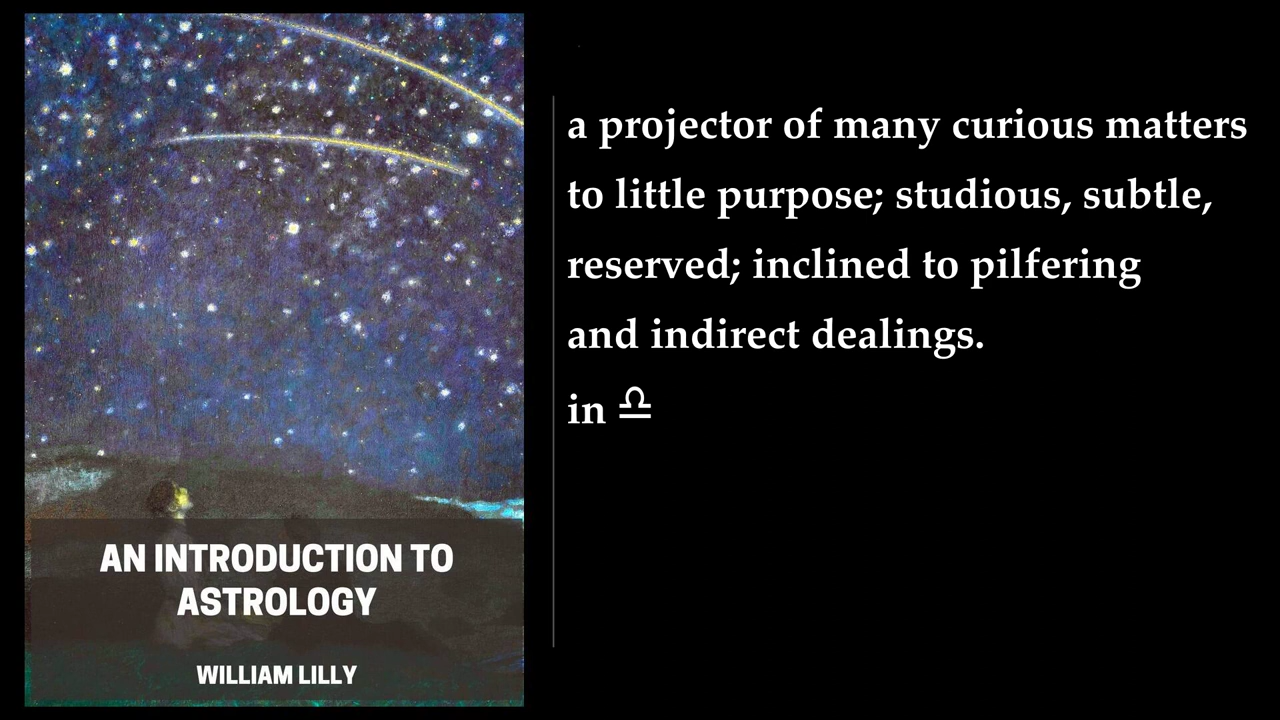 a projector of many curious matters
to little purpose; studious, subtle,
reserved; inclined to pilfering
and indirect dealings.
in ♎
AN INTRODUCTION TO
ASTROLOGY
WILLIAM LILLY